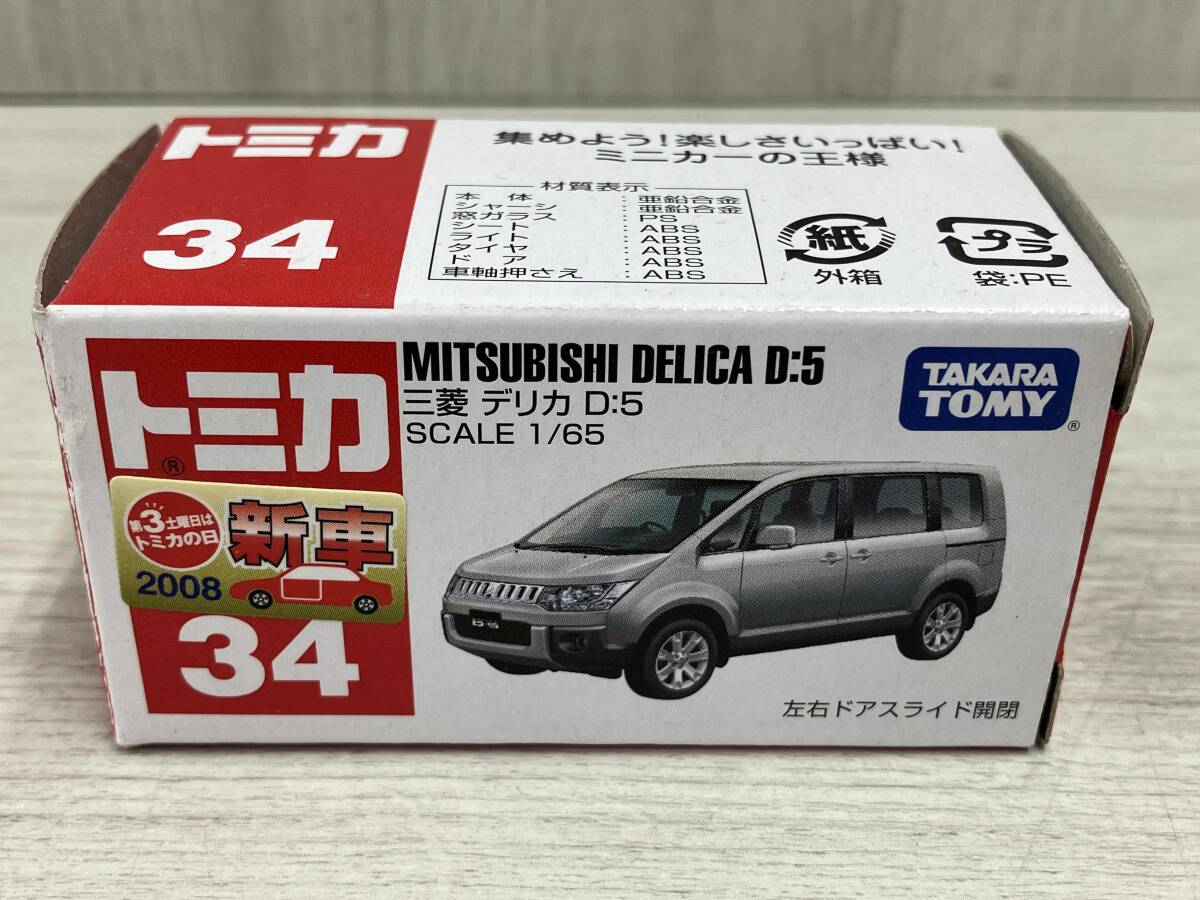 トミカ
34
集めよう!楽しさいっぱい!
ミニカーの王様
材質表示
本体:亜鉛合金
シャーシ:亜鉛合金
窓ガラス:PS
シート:ABS
ライト:ABS
タイヤ:ABS
ドア:ABS
車軸押さえ:ABS
紙
外箱
プラ
袋:PE
トミカ®
MITSUBISHI DELICA D:5
三菱 デリカ D:5
SCALE 1/65
TAKARA
TOMY®
第3土曜日は
トミカの日
新車
2008
34
D:5
左右ドアスライド開閉